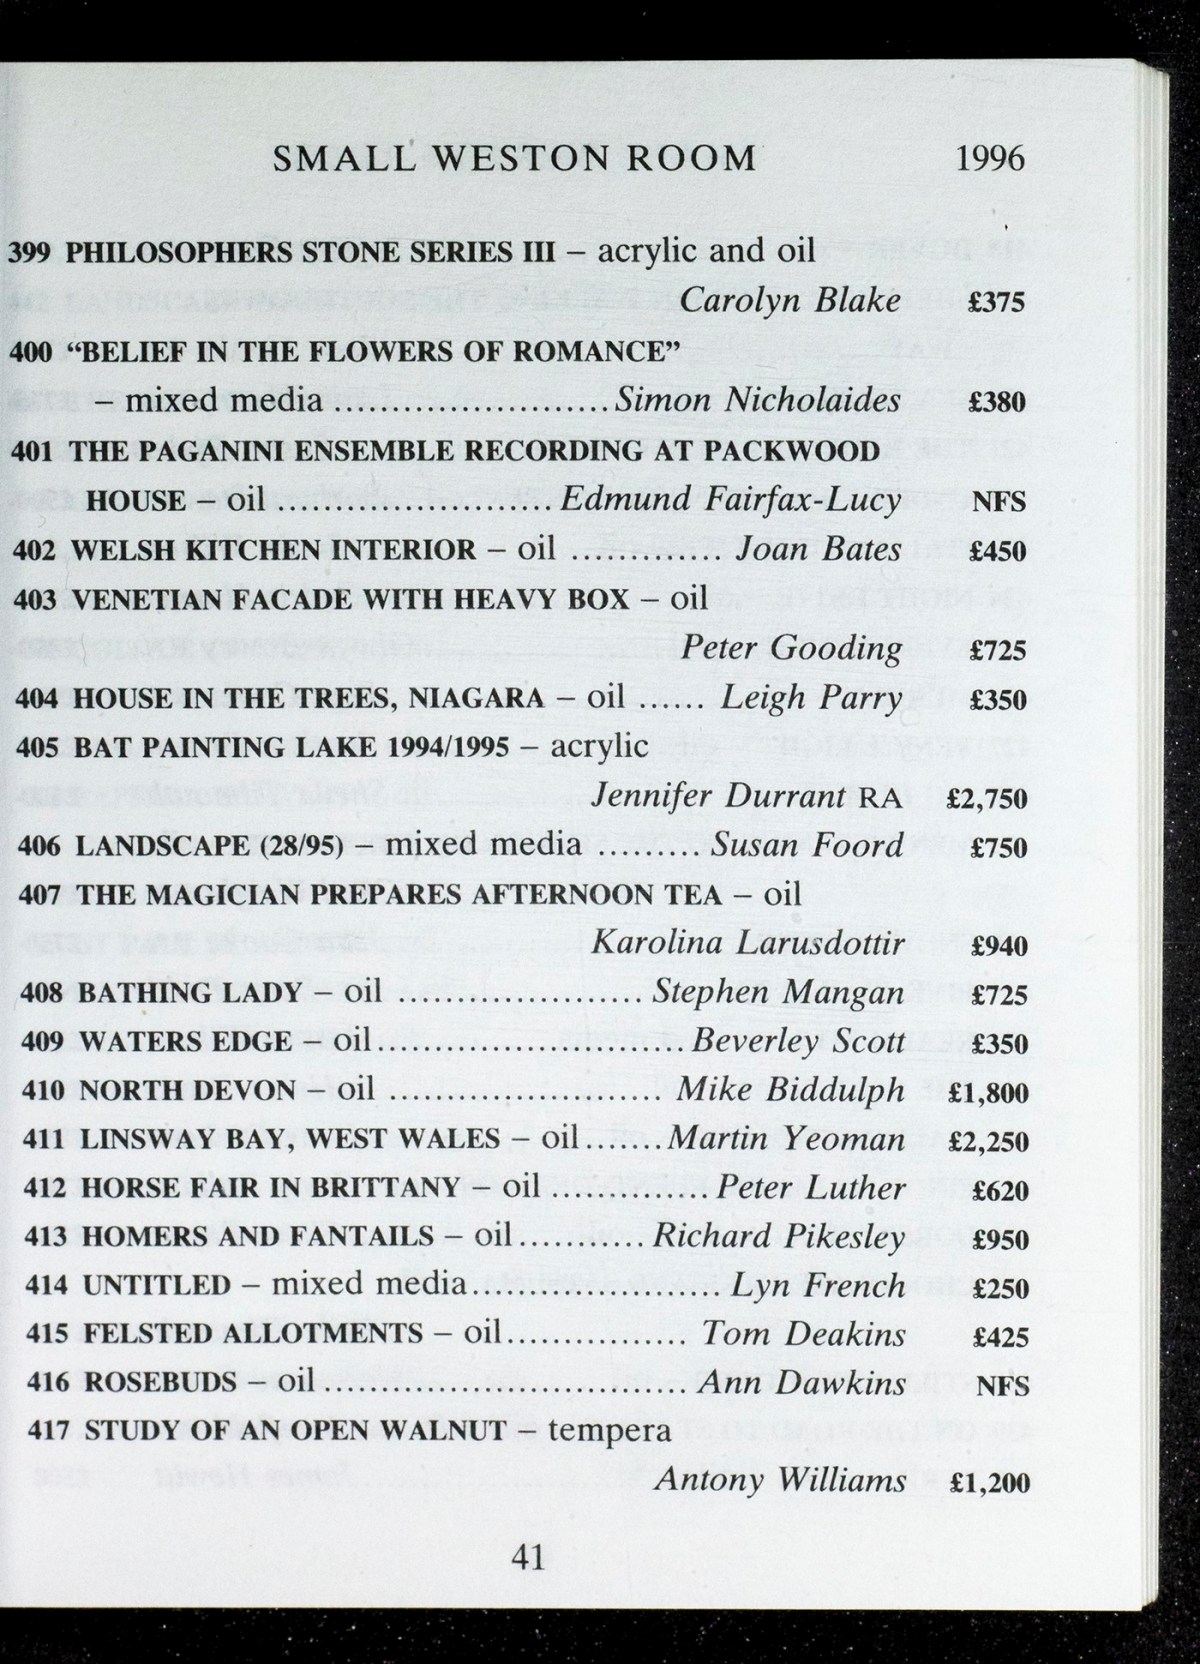 SMALL WESTON ROOM 1996
399 PHILOSOPHERS STONE SERIES III – acrylic and oil
Carolyn Blake £375
400 “BELIEF IN THE FLOWERS OF ROMANCE”
– mixed media ........................ Simon Nicholaides £380
401 THE PAGANINI ENSEMBLE RECORDING AT PACKWOOD
HOUSE – oil ........................ Edmund Fairfax-Lucy NFS
402 WELSH KITCHEN INTERIOR – oil ............. Joan Bates £450
403 VENETIAN FACADE WITH HEAVY BOX – oil
Peter Gooding £725
404 HOUSE IN THE TREES, NIAGARA – oil ...... Leigh Parry £350
405 BAT PAINTING LAKE 1994/1995 – acrylic
Jennifer Durrant RA £2,750
406 LANDSCAPE (28/95) – mixed media ......... Susan Foord £750
407 THE MAGICIAN PREPARES AFTERNOON TEA – oil
Karolina Larusdottir £940
408 BATHING LADY – oil ..................... Stephen Mangan £725
409 WATERS EDGE – oil........................... Beverley Scott £350
410 NORTH DEVON – oil ........................ Mike Biddulph £1,800
411 LINSWAY BAY, WEST WALES – oil....... Martin Yeoman £2,250
412 HORSE FAIR IN BRITTANY – oil .............. Peter Luther £620
413 HOMERS AND FANTAILS – oil........... Richard Pikesley £950
414 UNTITLED – mixed media...................... Lyn French £250
415 FELSTED ALLOTMENTS – oil................ Tom Deakins £425
416 ROSEBUDS – oil................................ Ann Dawkins NFS
417 STUDY OF AN OPEN WALNUT – tempera
Antony Williams £1,200
41